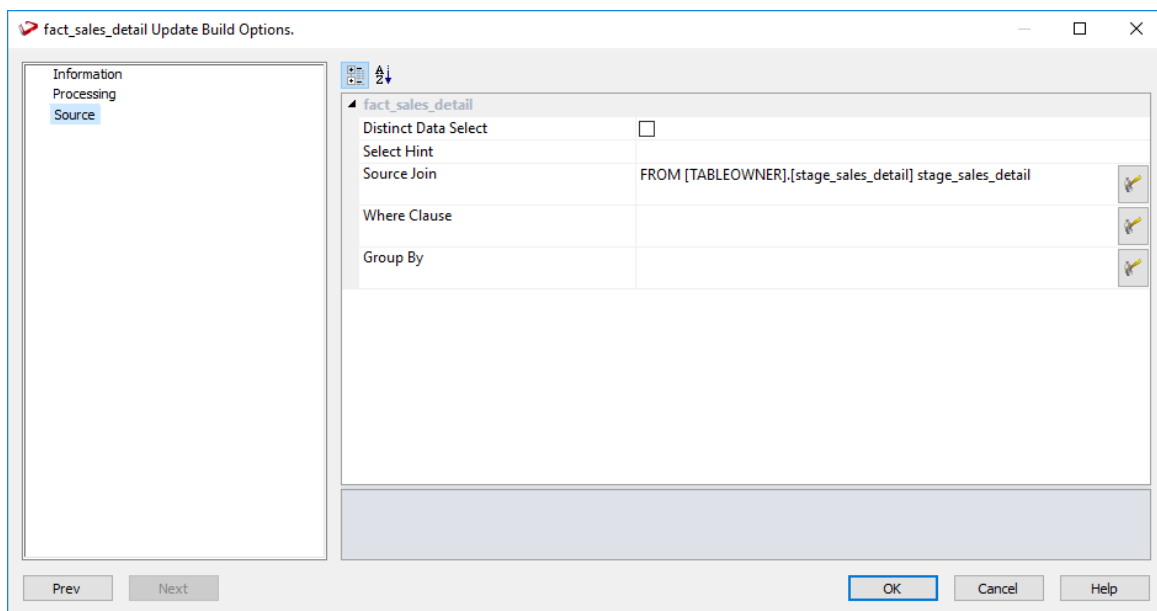 fact_sales_detail Update Build Options.
Information
Processing
Source
fact_sales_detail
Distinct Data Select
Select Hint
Source Join FROM [TABLEOWNER].[stage_sales_detail] stage_sales_detail
Where Clause
Group By
Prev Next OK Cancel Help